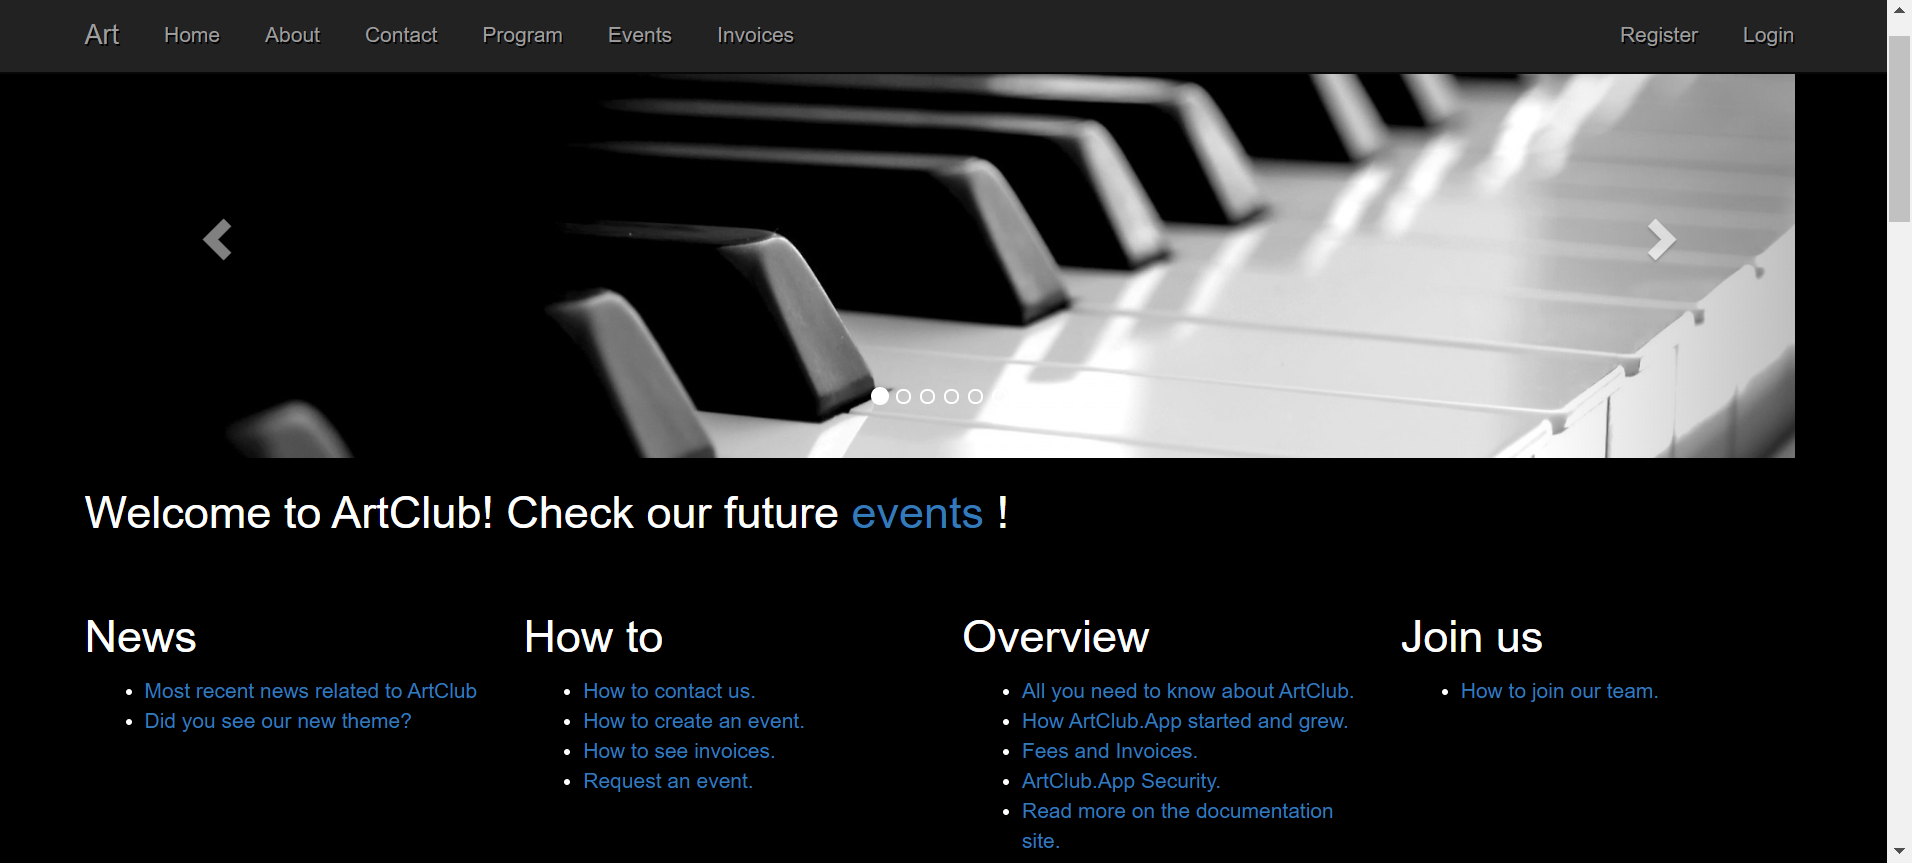 Art Home About Contact Program Events Invoices Register Login
Welcome to ArtClub! Check our future events !
News
Most recent news related to ArtClub
Did you see our new theme?
How to
How to contact us.
How to create an event.
How to see invoices.
Request an event.
Overview
All you need to know about ArtClub.
How ArtClub.App started and grew.
Fees and Invoices.
ArtClub.App Security.
Read more on the documentation
site.
Join us
How to join our team.